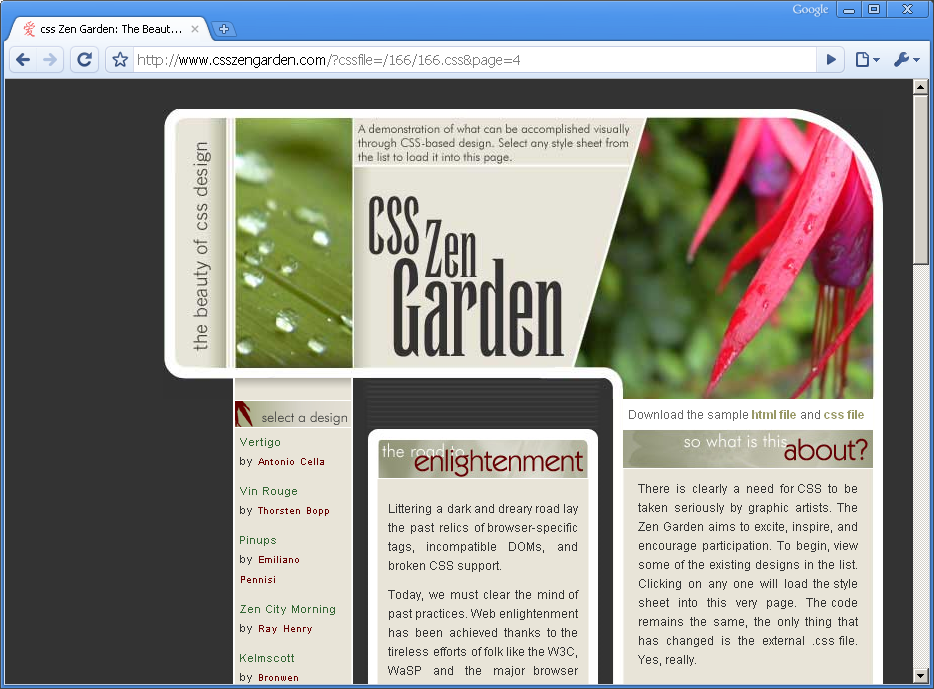 Google
css Zen Garden: The Beaut...
http://www.csszengarden.com/?cssfile=/166/166.css&page=4
the beauty of css design
A demonstration of what can be accomplished visually
through CSS-based design. Select any style sheet from
the list to load it into this page.
CSS
Zen
Garden
select a design
Vertigo
by Antonio Cella
Vin Rouge
by Thorsten Bopp
Pinups
by Emiliano
Pennisi
Zen City Morning
by Ray Henry
Kelmscott
by Bronwen
the road to
enlightenment
Littering a dark and dreary road lay
the past relics of browser-specific
tags, incompatible DOMs, and
broken CSS support.
Today, we must clear the mind of
past practices. Web enlightenment
has been achieved thanks to the
tireless efforts of folk like the W3C,
WaSP and the major browser
Download the sample html file and css file
so what is this
about?
There is clearly a need for CSS to be
taken seriously by graphic artists. The
Zen Garden aims to excite, inspire, and
encourage participation. To begin, view
some of the existing designs in the list.
Clicking on any one will load the style
sheet into this very page. The code
remains the same, the only thing that
has changed is the external .css file.
Yes, really.